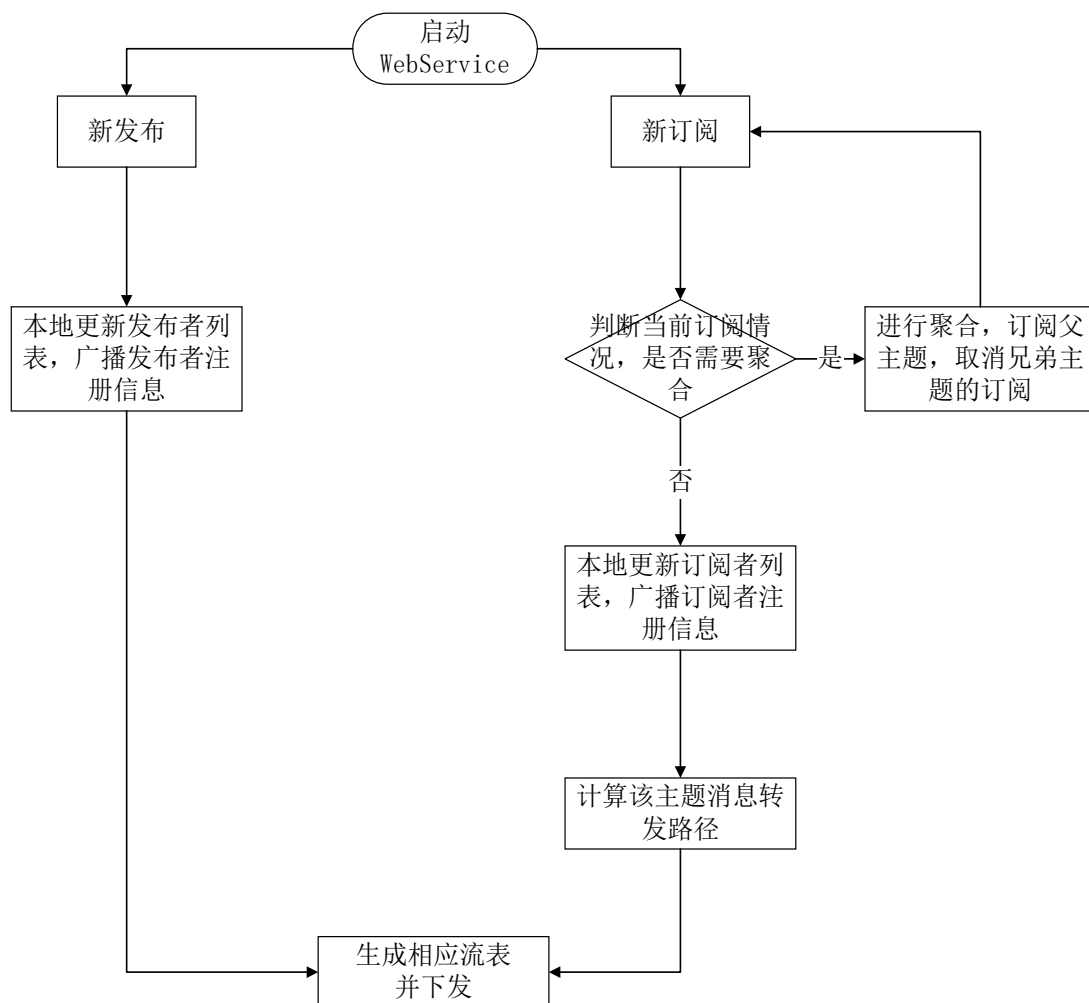 启动
WebService
新发布
新订阅
本地更新发布者列
表，广播发布者注
册信息
判断当前订阅情
况，是否需要聚
合
是
进行聚合，订阅父
主题，取消兄弟主
题的订阅
否
本地更新订阅者列
表，广播订阅者注
册信息
计算该主题消息转
发路径
生成相应流表
并下发